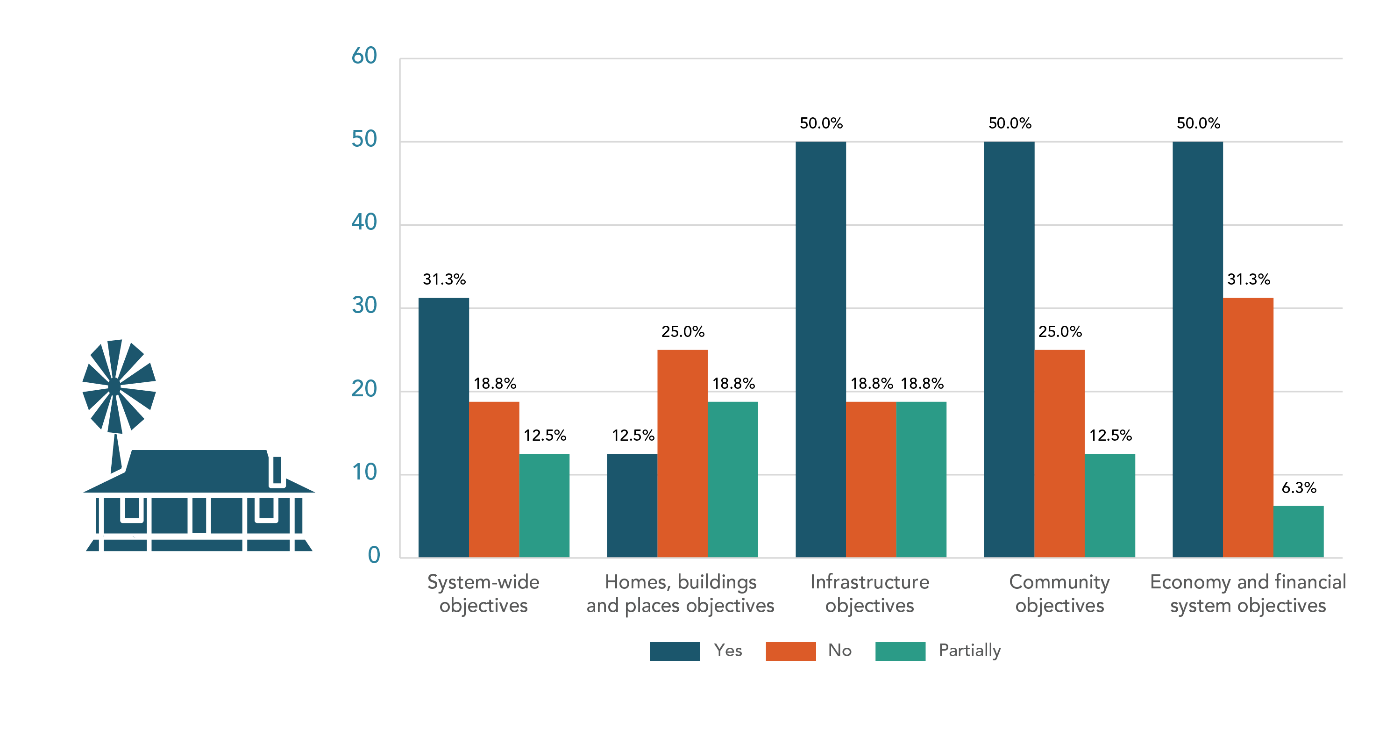 60
50
40
30
20
10
0
31.3%
18.8%
12.5%
12.5%
25.0%
18.8%
50.0%
18.8%
18.8%
50.0%
25.0%
12.5%
50.0%
31.3%
6.3%
System-wide
objectives
Homes, buildings
and places objectives
Infrastructure
objectives
Community
objectives
Economy and financial
system objectives
Yes
No
Partially